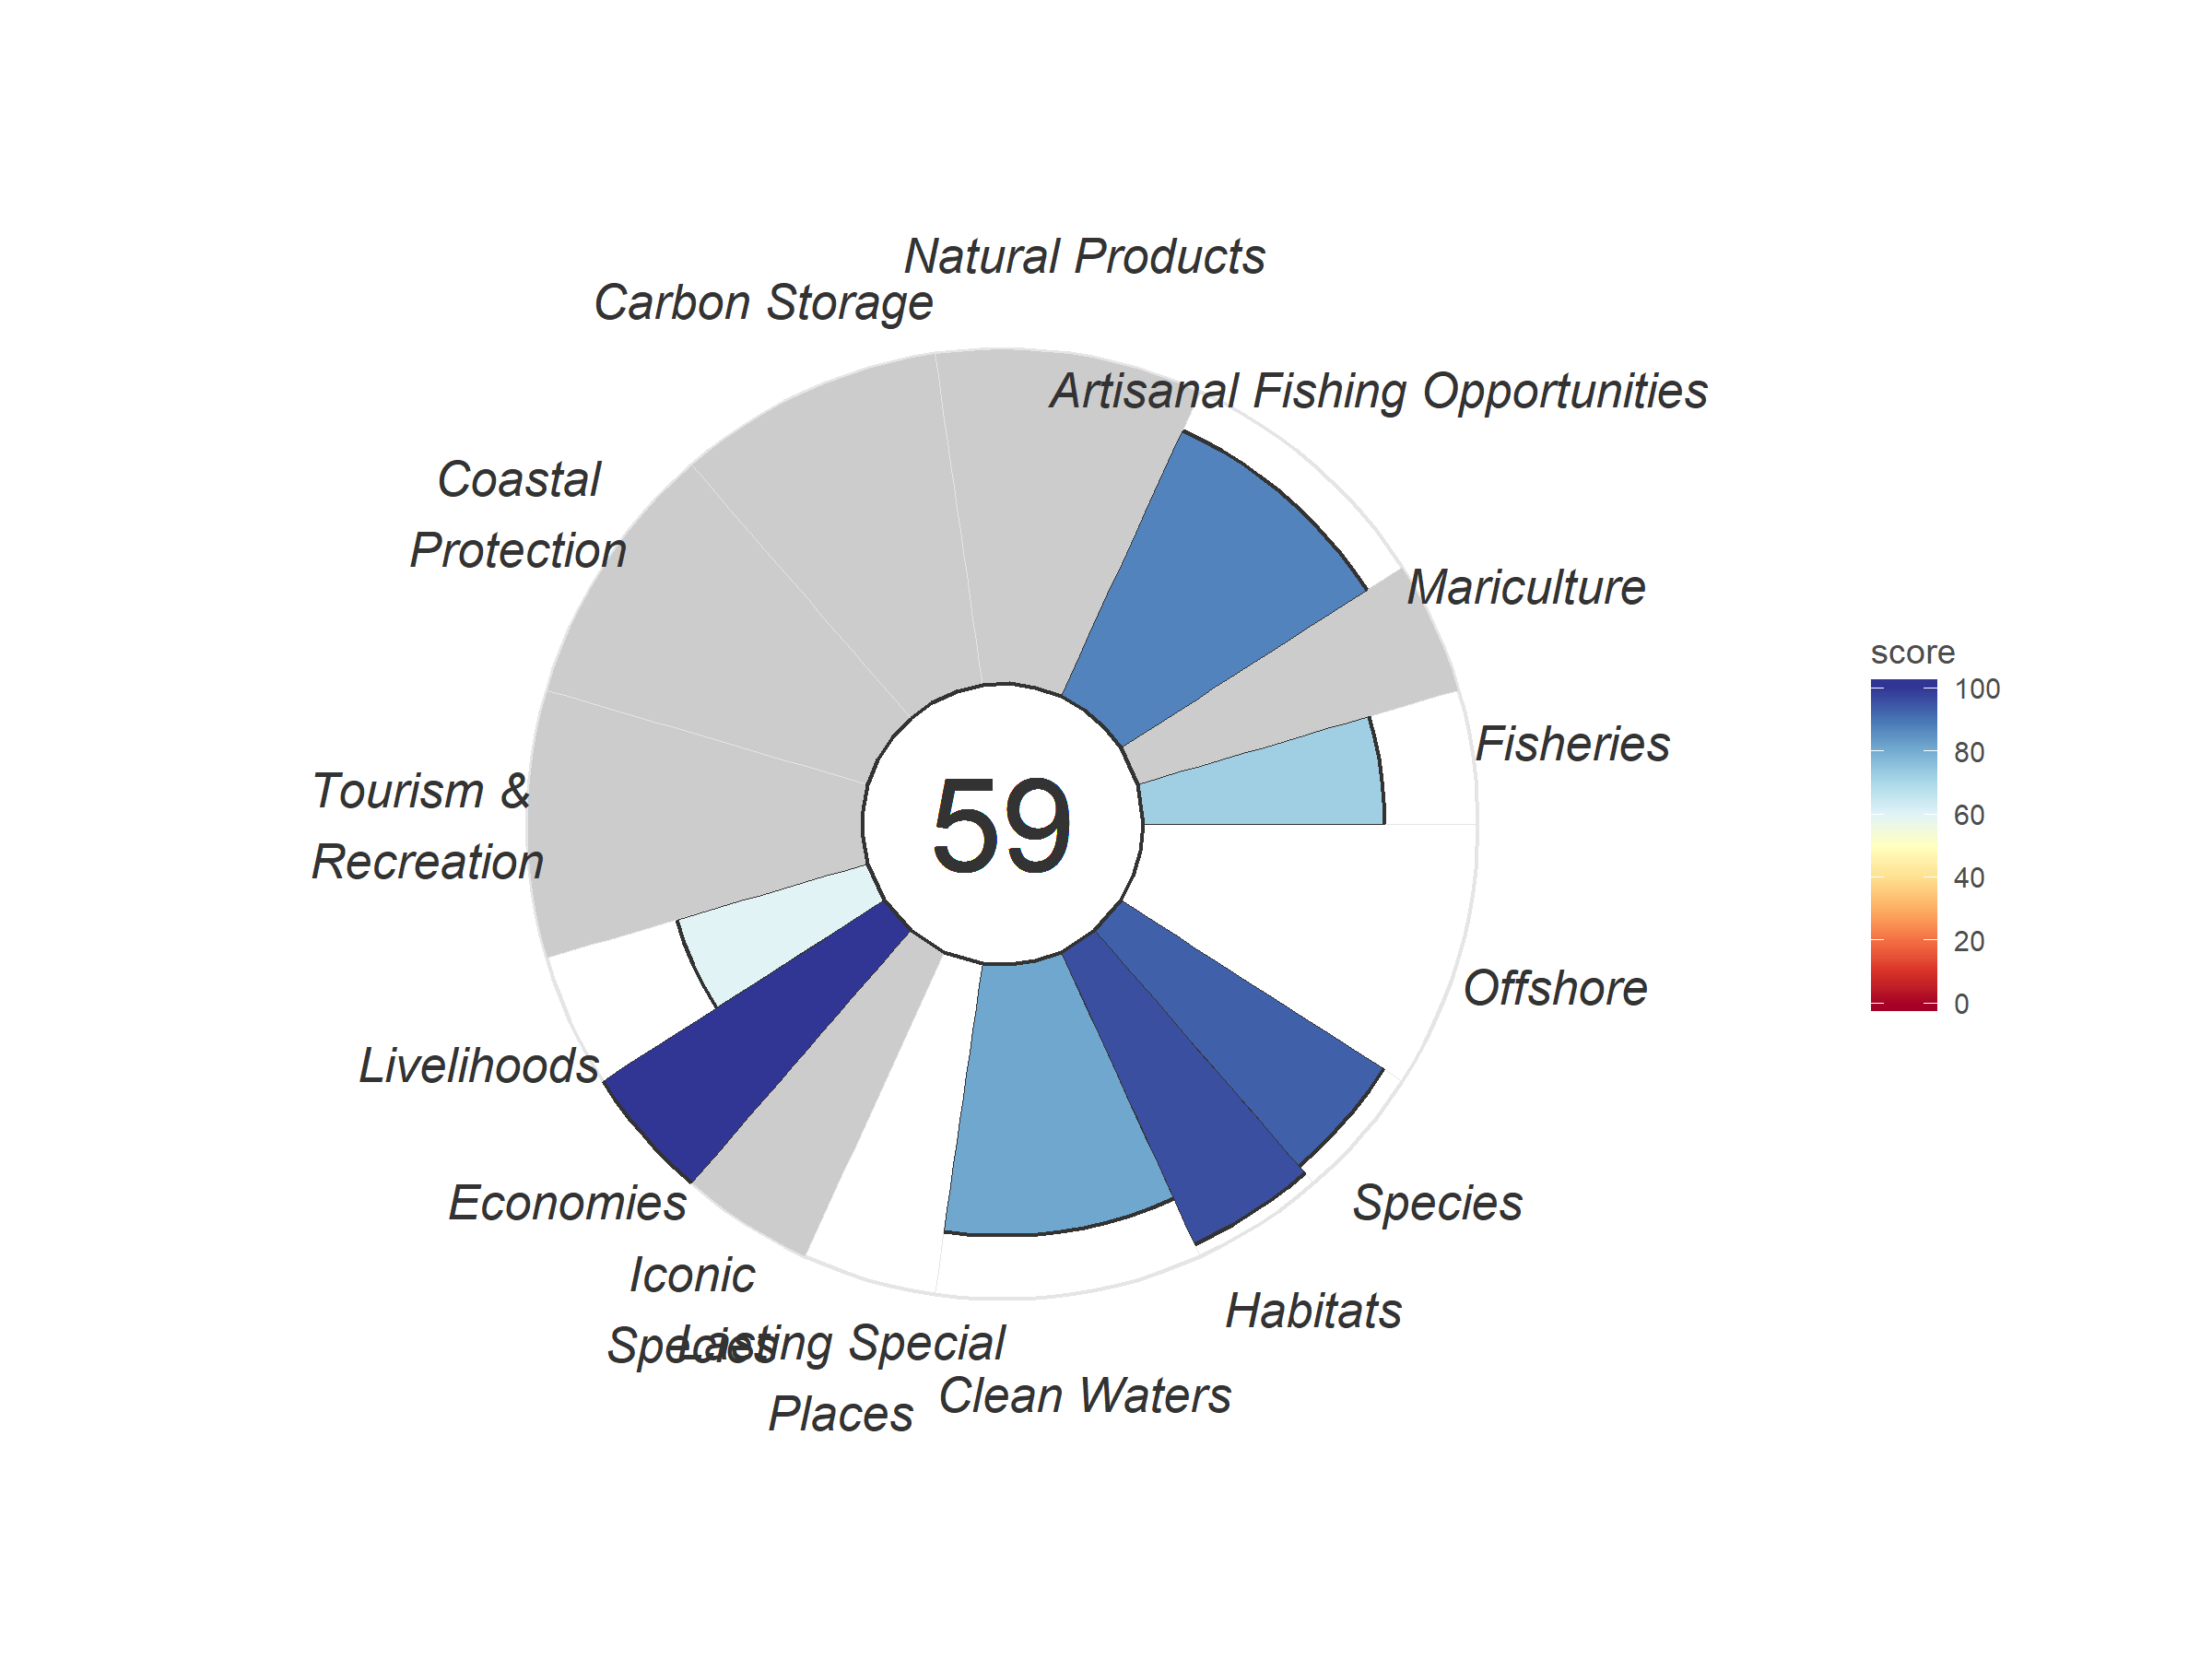 Natural Products
Carbon Storage
Artisanal Fishing Opportunities
Coastal
Protection
Mariculture
Fisheries
Tourism &
Recreation
59
Offshore
Livelihoods
Economies
Species
Iconic
Species
Habitats
Lasting Special
Places
Clean Waters
score
100
80
60
40
20
0